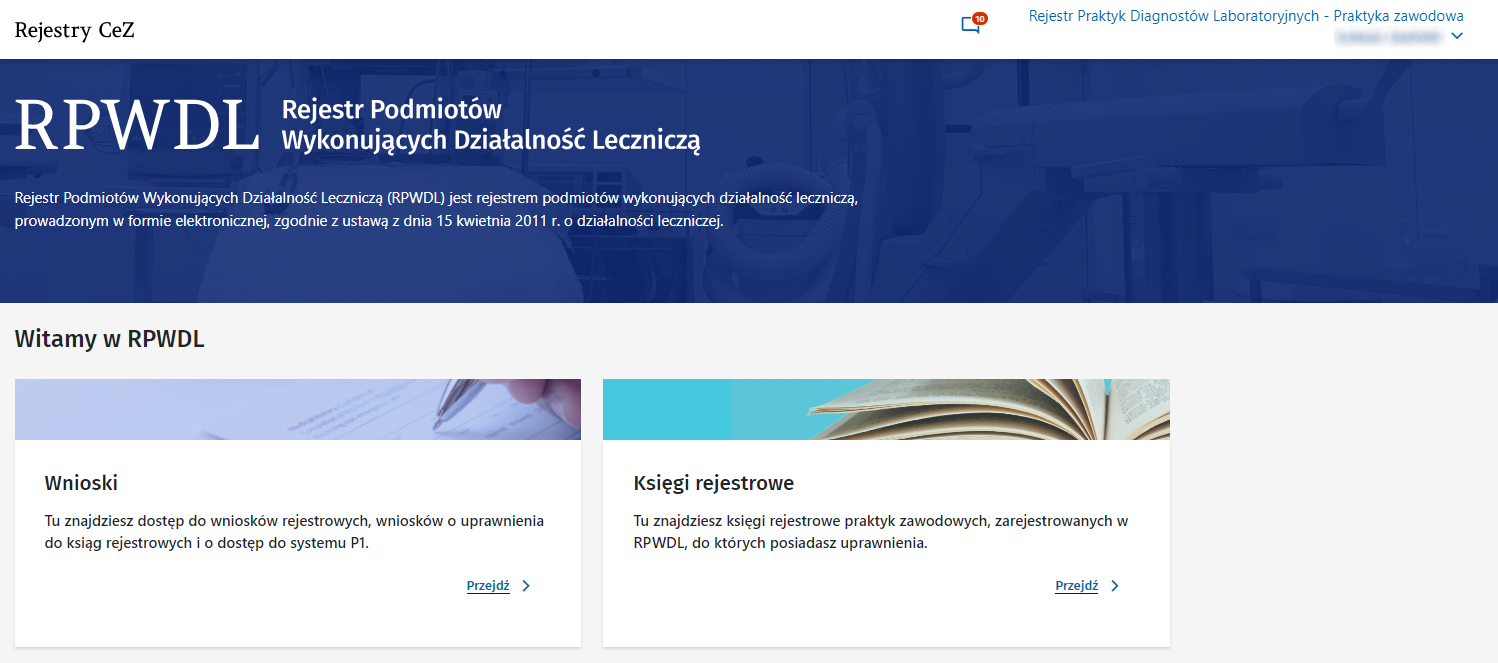 Rejestry CeZ
10
Rejestr Praktyk Diagnostów Laboratoryjnych - Praktyka zawodowa
RPWDL
Rejestr Podmiotów
Wykonujących Działalność Leczniczą
Rejestr Podmiotów Wykonujących Działalność Leczniczą (RPWDL) jest rejestrem podmiotów wykonujących działalność leczniczą,
prowadzonym w formie elektronicznej, zgodnie z ustawą z dnia 15 kwietnia 2011 r. o działalności leczniczej.
Witamy w RPWDL
Wnioski
Tu znajdziesz dostęp do wniosków rejestrowych, wniosków o uprawnienia
do ksiąg rejestrowych i o dostęp do systemu P1.
Przejdź
Księgi rejestrowe
Tu znajdziesz księgi rejestrowe praktyk zawodowych, zarejestrowanych w
RPWDL, do których posiadasz uprawnienia.
Przejdź